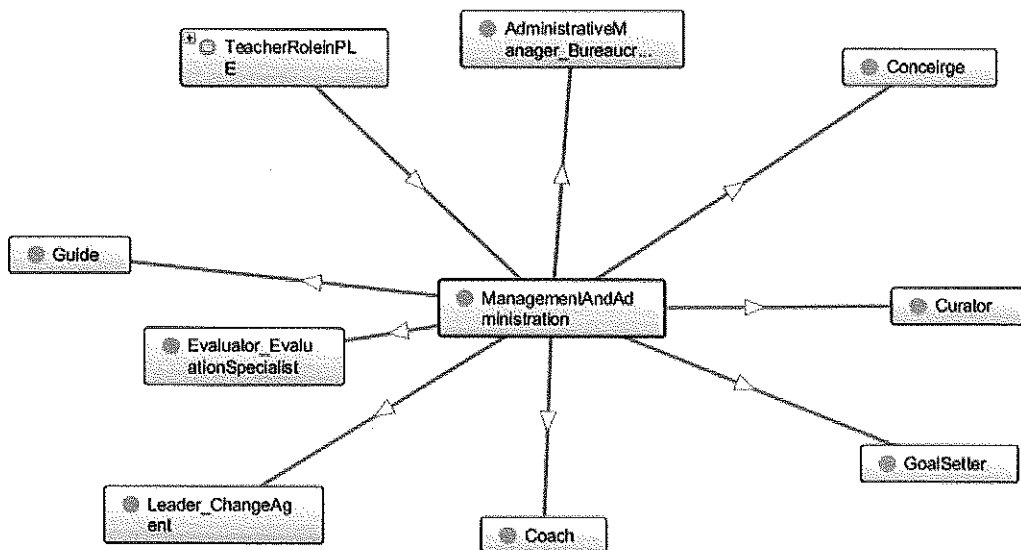 TeacherRoleinPL
E
AdministrativeM
anager_Bureaucr...
Conceirge
Guide
ManagementAndAd
ministration
Curator
Evaluator_Evalu
ationSpecialist
GoalSetter
Leader_ChangeAg
ent
Coach